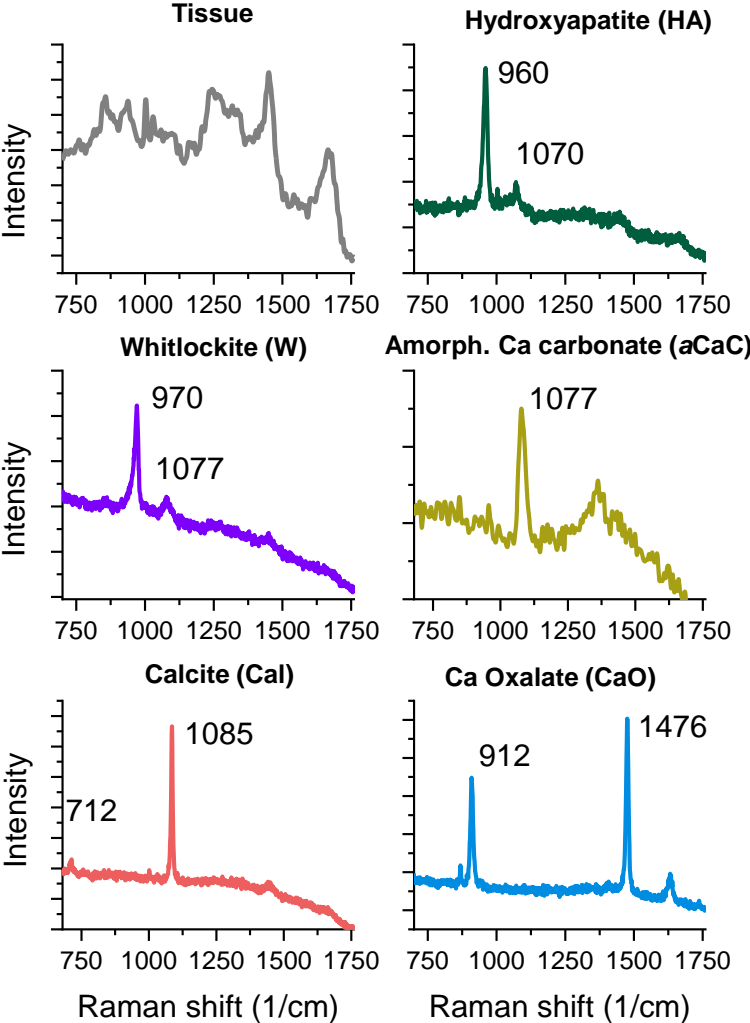 Tissue
Intensity
750 1000 1250 1500 1750
Hydroxyapatite (HA)
960
1070
750 1000 1250 1500 1750
Whitlockite (W)
970
1077
Intensity
750 1000 1250 1500 1750
Amorph. Ca carbonate (aCaC)
1077
750 1000 1250 1500 1750
Calcite (Cal)
1085
712
Intensity
750 1000 1250 1500 1750
Raman shift (1/cm)
Ca Oxalate (CaO)
1476
912
750 1000 1250 1500 1750
Raman shift (1/cm)